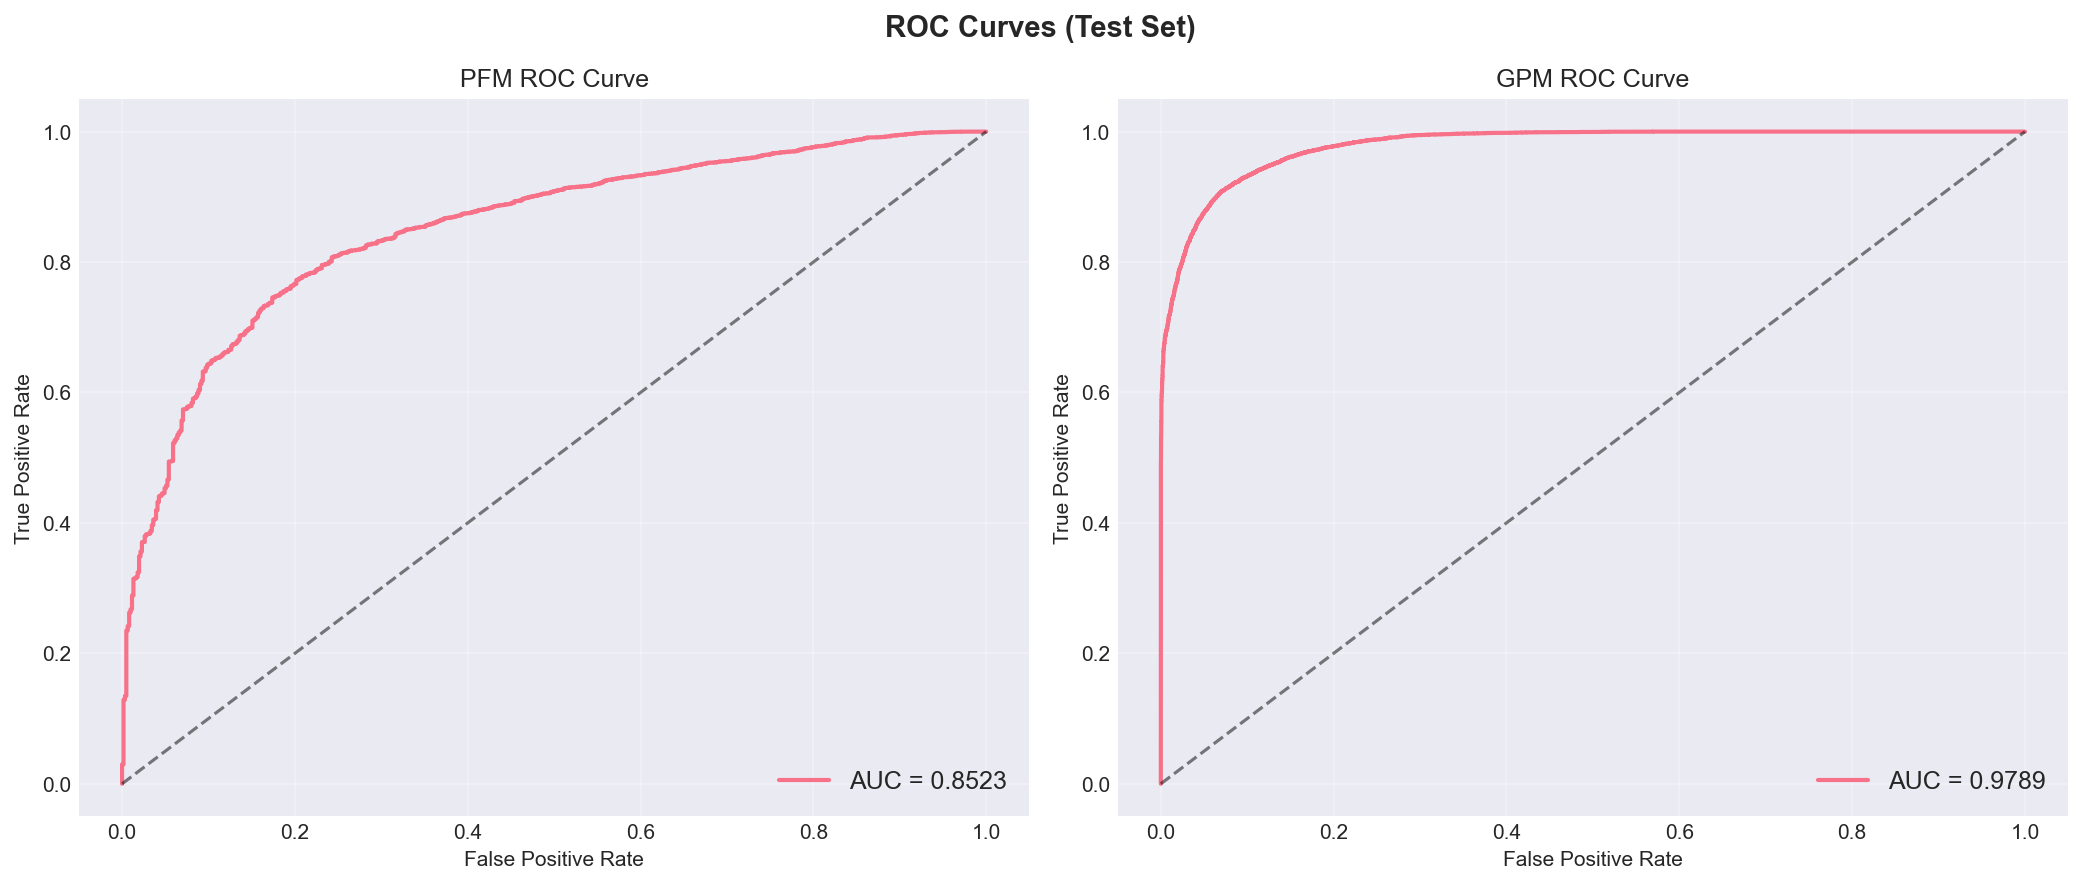 ROC Curves (Test Set)
PFM ROC Curve
True Positive Rate
1.0
0.8
0.6
0.4
0.2
0.0
0.0 0.2 0.4 0.6 0.8 1.0
False Positive Rate
AUC = 0.8523
GPM ROC Curve
True Positive Rate
1.0
0.8
0.6
0.4
0.2
0.0
0.0 0.2 0.4 0.6 0.8 1.0
False Positive Rate
AUC = 0.9789